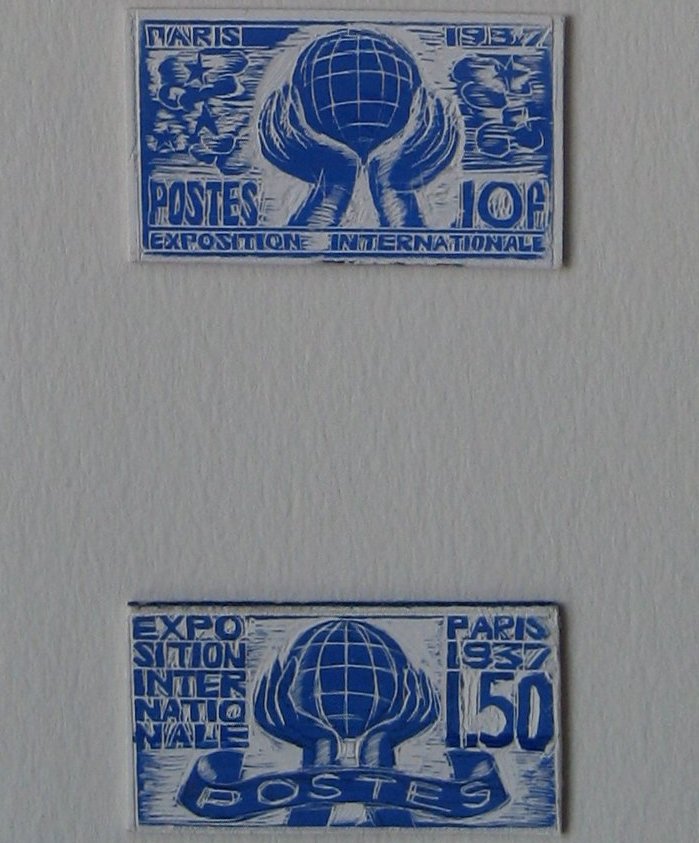 PARIS 1937
POSTES 10f
EXPOSITION INTERNATIONALE
EXPO
SITION
INTER
NATIO
NALE
PARIS
1937
1.50
POSTES